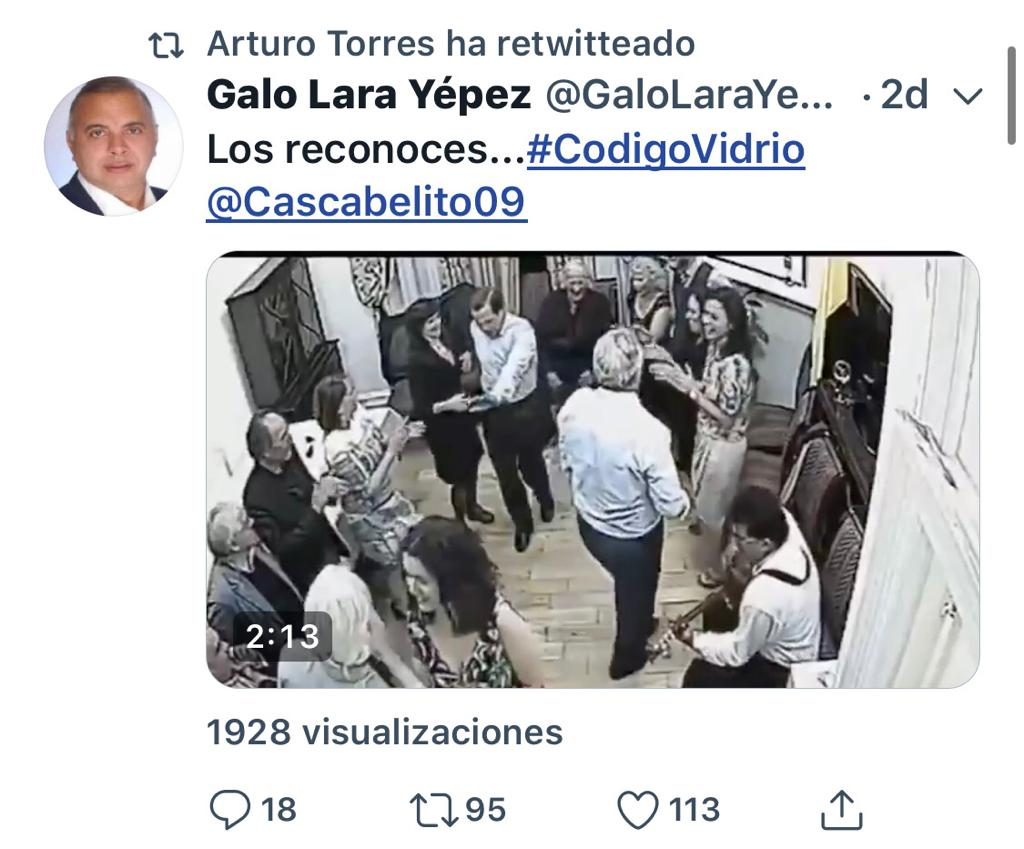 Arturo Torres ha retwitteado
Galo Lara Yépez @GaloLaraYe... · 2d
Los reconoces...#CodigoVidrio
@Cascabelito09
2:13
1928 visualizaciones
18 95 113